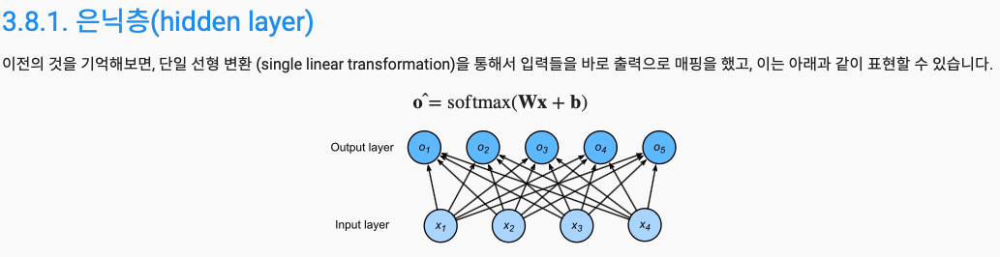 3.8.1. 은닉층(hidden layer)
이전의 것을 기억해보면, 단일 선형 변환 (single linear transformation)을 통해서 입력들을 바로 출력으로 매핑을 했고, 이는 아래과 같이 표현할 수 있습니다.
𝐨̂ = softmax(𝐖𝐱 + 𝐛)
Output layer o₁ o₂ o₃ o₄ o₅
Input layer x₁ x₂ x₃ x₄